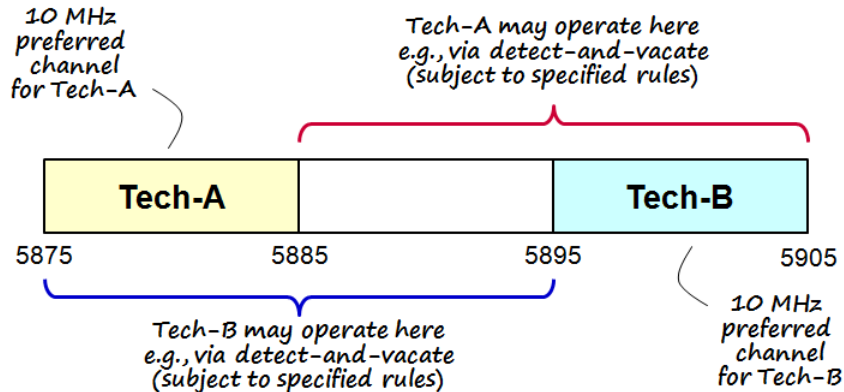 10 MHz
preferred
channel
for Tech-A
Tech-A may operate here
e.g., via detect-and-vacate
(subject to specified rules)
Tech-A
Tech-B
5875
5885
5895
5905
Tech-B may operate here
e.g., via detect-and-vacate
(subject to specified rules)
10 MHz
preferred
channel
for Tech-B